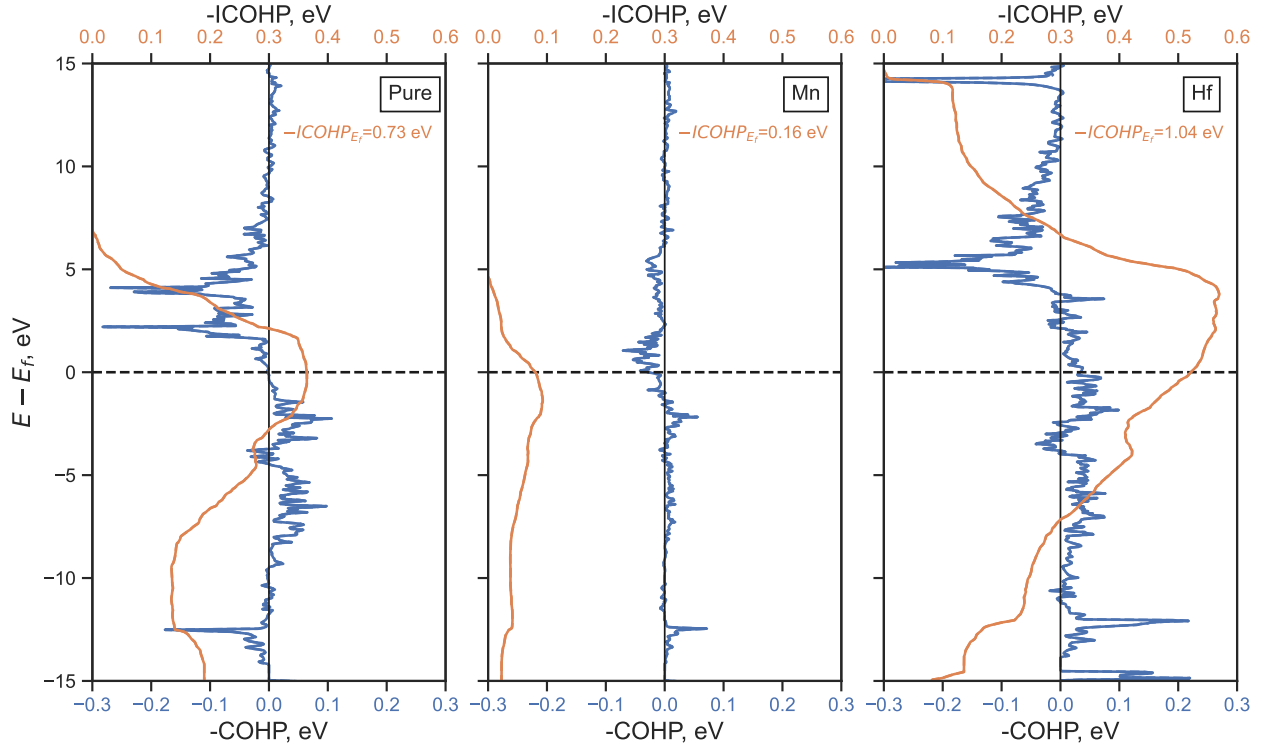 -ICOHP, eV -ICOHP, eV -ICOHP, eV
0.0 0.1 0.2 0.3 0.4 0.5 0.6 0.0 0.1 0.2 0.3 0.4 0.5 0.6 0.0 0.1 0.2 0.3 0.4 0.5 0.6
15
Pure Mn Hf
−ICOHP_{E_f}=0.73 eV −ICOHP_{E_f}=0.16 eV −ICOHP_{E_f}=1.04 eV
10
5
0
−5
−10
−15
E − E_f, eV
−0.3 −0.2 −0.1 0.0 0.1 0.2 0.3 −0.3 −0.2 −0.1 0.0 0.1 0.2 0.3 −0.3 −0.2 −0.1 0.0 0.1 0.2 0.3
-COHP, eV -COHP, eV -COHP, eV